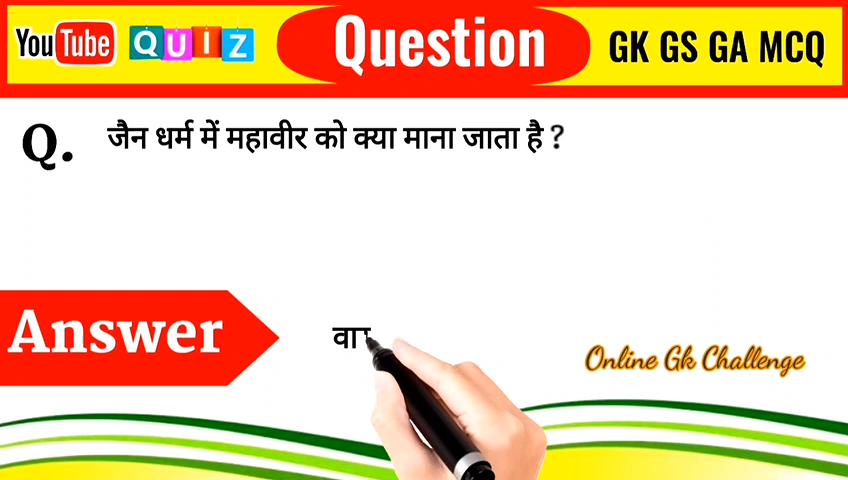 YouTube QUIZ Question GK GS GA MCQ
Q. जैन धर्म में महावीर को क्या माना जाता है ?
Answer
Online Gk Challenge